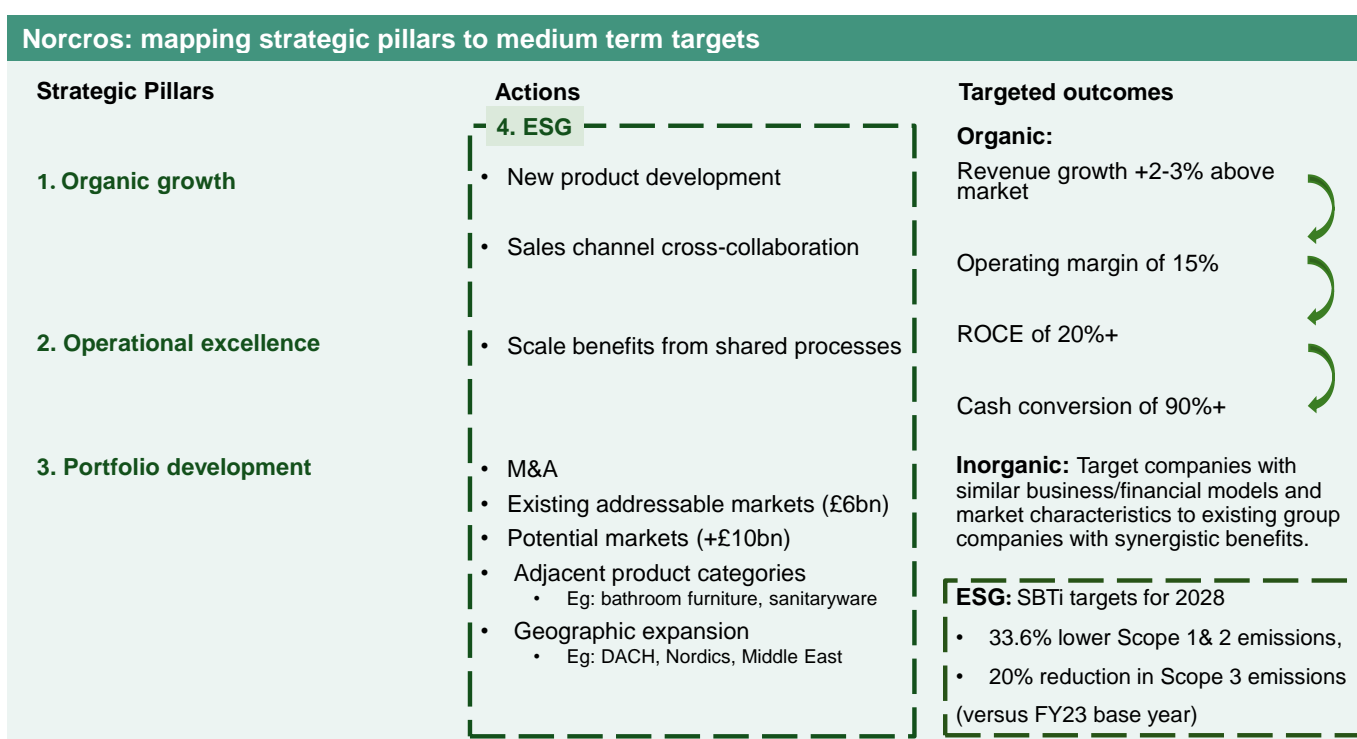 Norcros: mapping strategic pillars to medium term targets
Strategic Pillars
Actions
Targeted outcomes
4. ESG
1. Organic growth
• New product development
• Sales channel cross-collaboration
2. Operational excellence
• Scale benefits from shared processes
3. Portfolio development
• M&A
• Existing addressable markets (£6bn)
• Potential markets (+£10bn)
• Adjacent product categories
• Eg: bathroom furniture, sanitaryware
• Geographic expansion
• Eg: DACH, Nordics, Middle East
Organic:
Revenue growth +2-3% above
market
Operating margin of 15%
ROCE of 20%+
Cash conversion of 90%+
Inorganic: Target companies with
similar business/financial models and
market characteristics to existing group
companies with synergistic benefits.
ESG: SBTi targets for 2028
• 33.6% lower Scope 1& 2 emissions,
• 20% reduction in Scope 3 emissions
(versus FY23 base year)